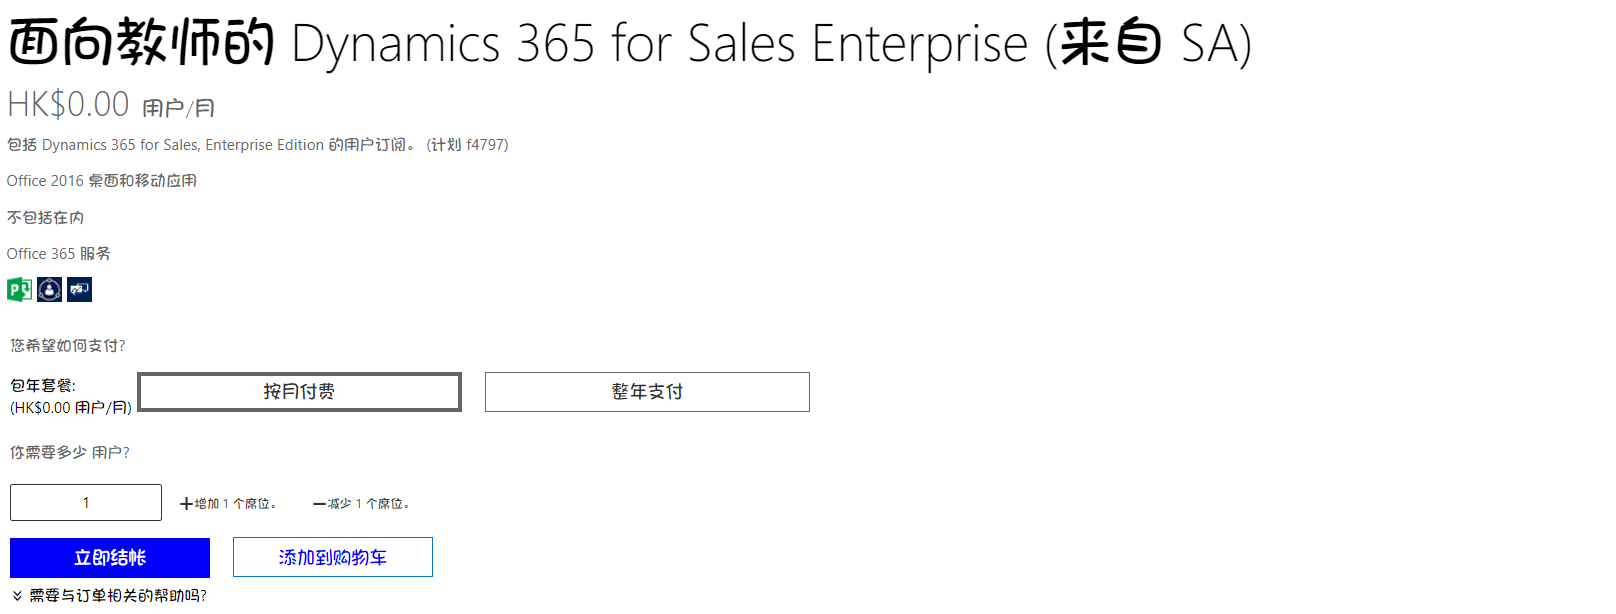 面向教师的 Dynamics 365 for Sales Enterprise (来自 SA)
HK$0.00 用户/月
包括 Dynamics 365 for Sales, Enterprise Edition 的用户订阅。 (计划 f4797)
Office 2016 桌面和移动应用
不包括在内
Office 365 服务
您希望如何支付?
包年套餐: 按月付费 整年支付
(HK$0.00 用户/月)
你需要多少 用户?
1 +增加 1 个席位。 −减少 1 个席位。
立即结帐 添加到购物车
需要与订单相关的帮助吗?